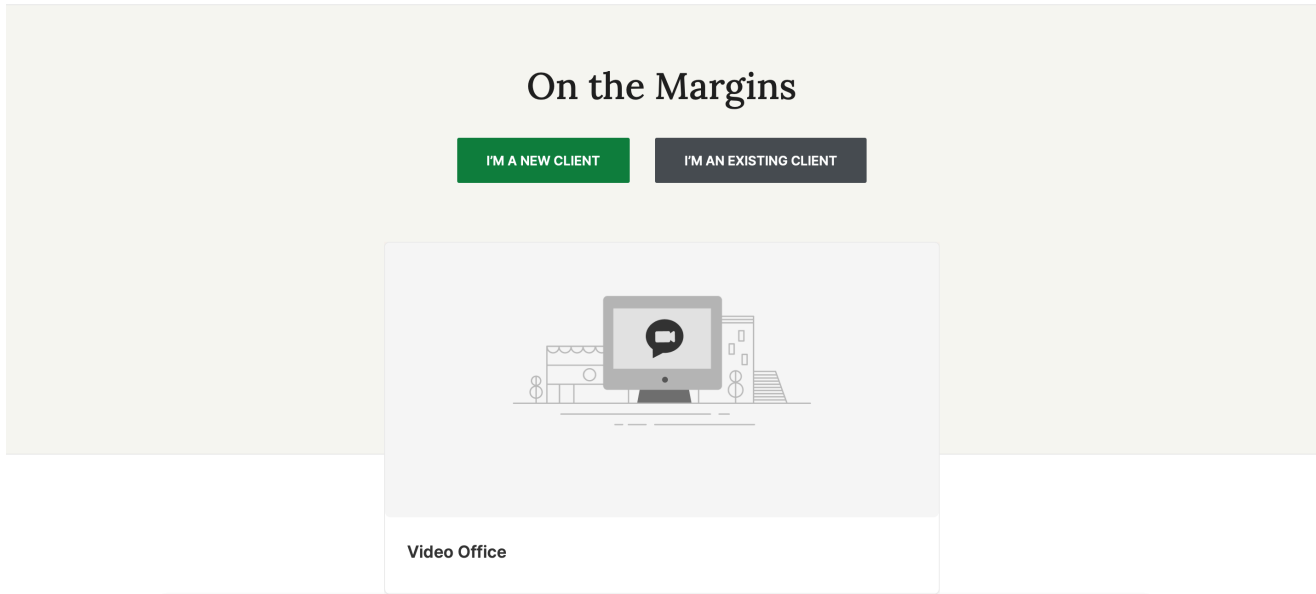 On the Margins
I'M A NEW CLIENT
I'M AN EXISTING CLIENT
Video Office